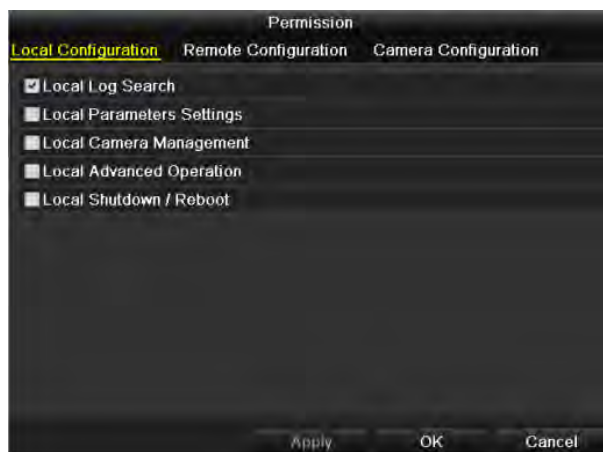 Permission
Local Configuration Remote Configuration Camera Configuration
Local Log Search
Local Parameters Settings
Local Camera Management
Local Advanced Operation
Local Shutdown / Reboot
Apply OK Cancel